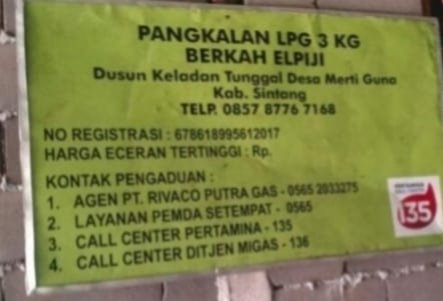 PANGKALAN LPG 3 KG
BERKAH ELPIJI
Dusun Keladan Tunggal Desa Merti Guna
Kab. Sintang
TELP. 0857 8776 7168
NO REGISTRASI : 678618995612017
HARGA ECERAN TERTINGGI : Rp.
KONTAK PENGADUAN :
1. AGEN PT. RIVACO PUTRA GAS - 0565 2033275
2. LAYANAN PEMDA SETEMPAT - 0565
3. CALL CENTER PERTAMINA - 135
4. CALL CENTER DITJEN MIGAS - 136
135